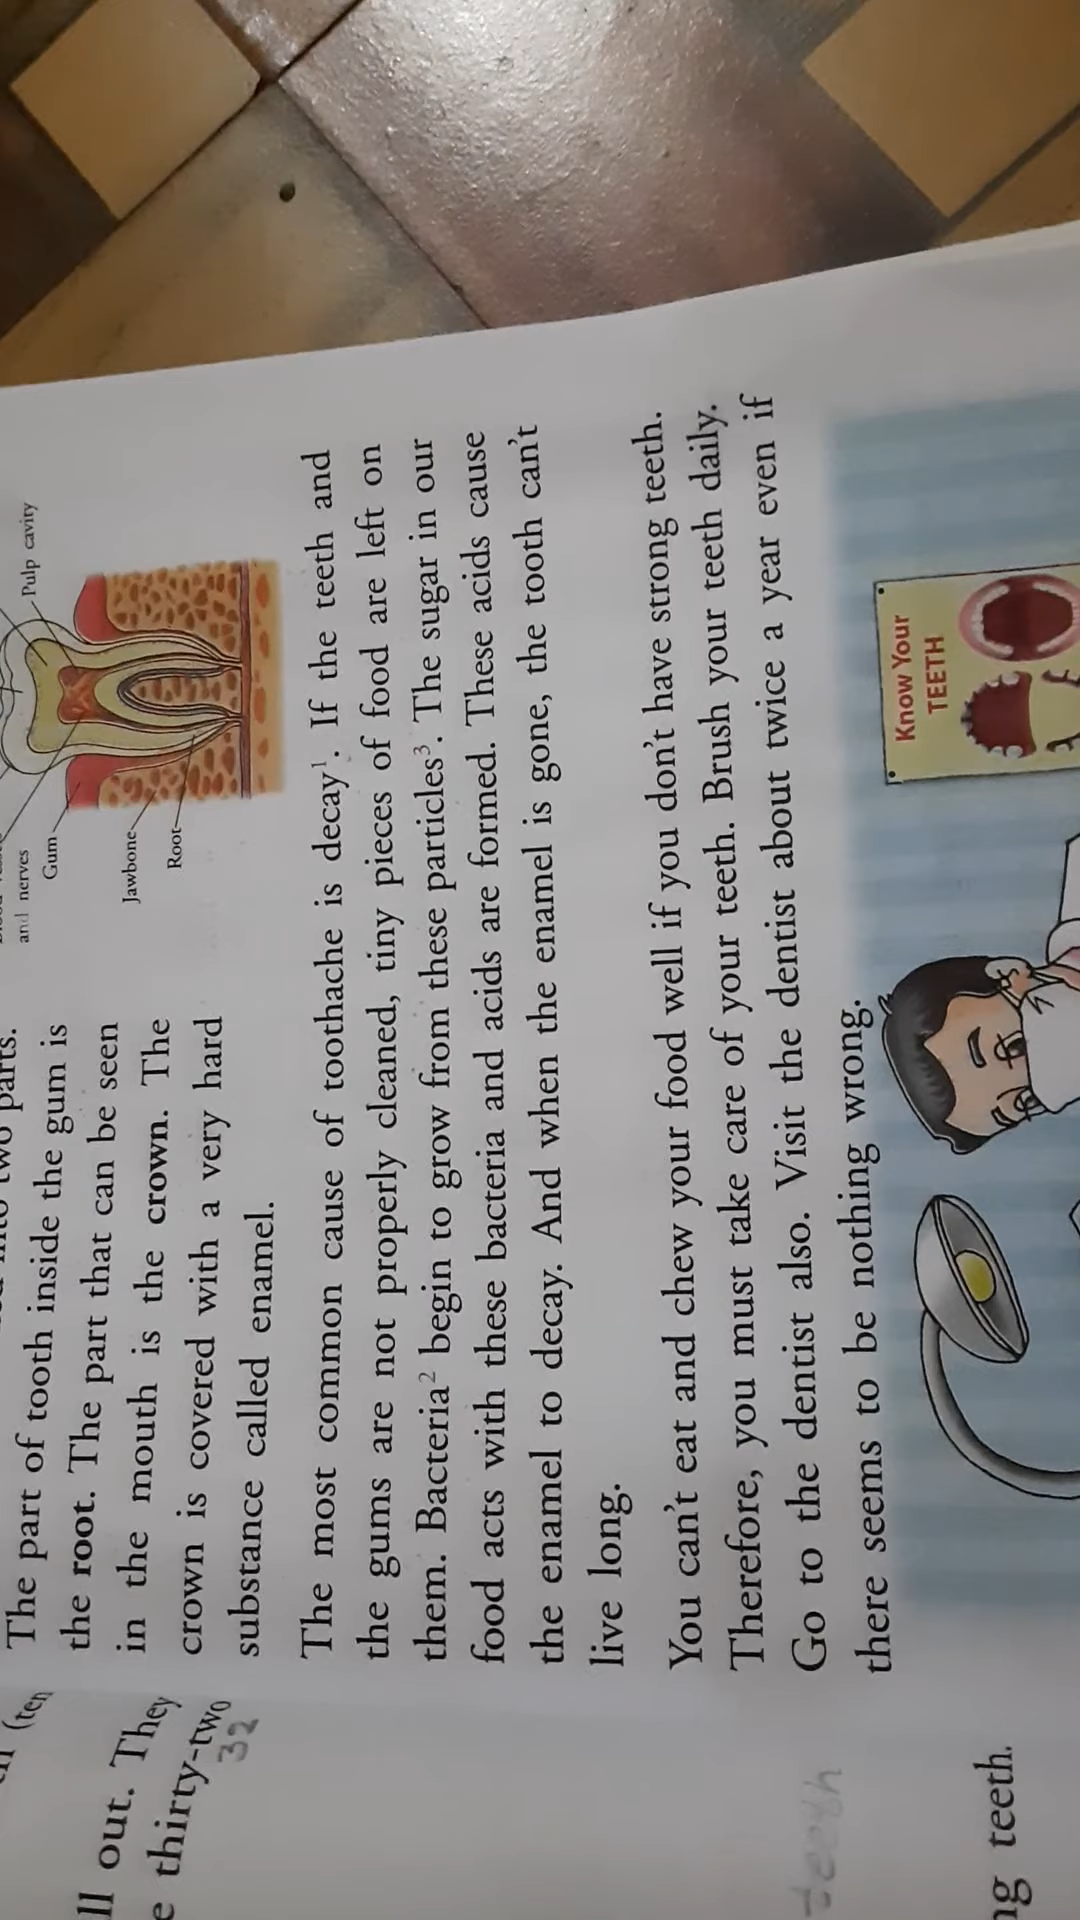 ll out. They
e thirty-two
32
ng teeth.
parts.
The part of tooth inside the gum is
the root. The part that can be seen
in the mouth is the crown. The
crown is covered with a very hard
substance called enamel.
Pulp cavity
and nerves
Gum
Jawbone
Root
The most common cause of toothache is decay¹. If the teeth and
the gums are not properly cleaned, tiny pieces of food are left on
them. Bacteria² begin to grow from these particles³. The sugar in our
food acts with these bacteria and acids are formed. These acids cause
the enamel to decay. And when the enamel is gone, the tooth can't
live long.
You can't eat and chew your food well if you don't have strong teeth.
Therefore, you must take care of your teeth. Brush your teeth daily.
Go to the dentist also. Visit the dentist about twice a year even if
there seems to be nothing wrong.
Know Your
TEETH